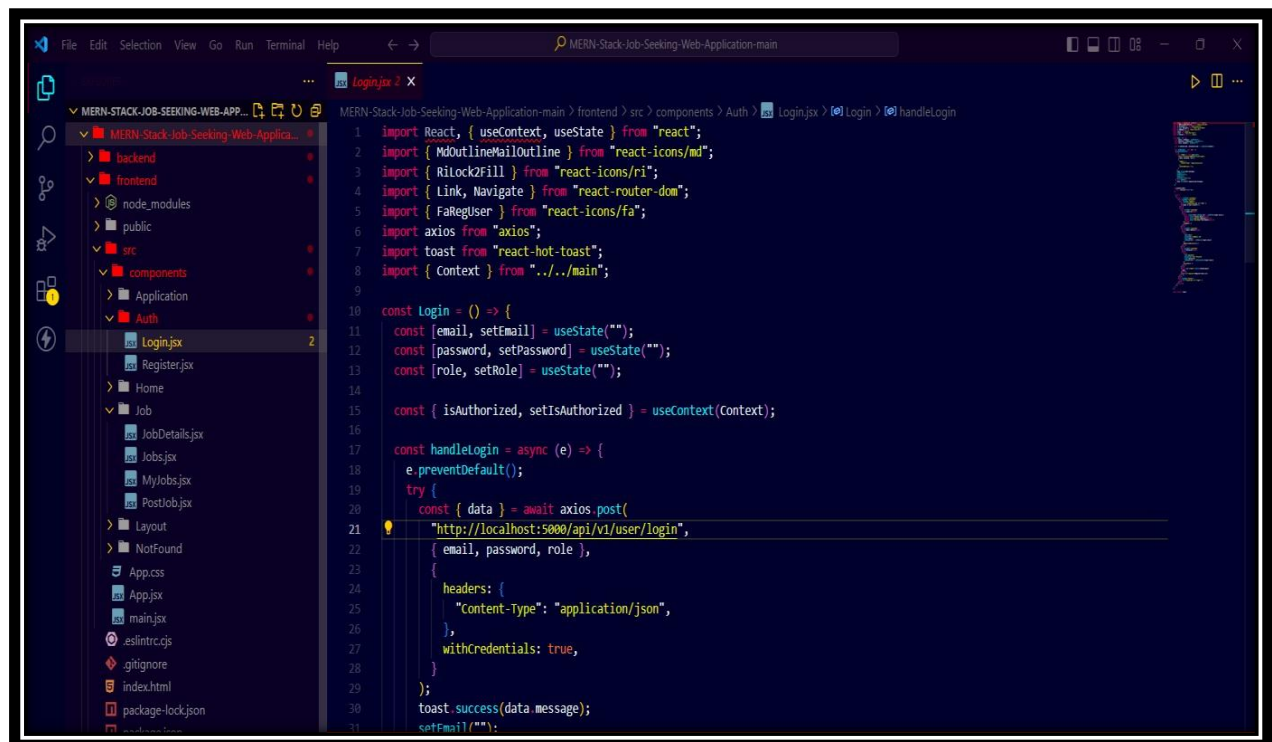 File Edit Selection View Go Run Terminal Help
MERN-Stack-Job-Seeking-Web-Application-main
Login.jsx 2
MERN-STACK-JOB-SEEKING-WEB-APP...
MERN-Stack-Job-Seeking-Web-Applica...
backend
frontend
node_modules
public
src
components
Application
Auth
Login.jsx 2
Register.jsx
Home
Job
JobDetails.jsx
Jobs.jsx
MyJobs.jsx
PostJob.jsx
Layout
NotFound
App.css
App.jsx
main.jsx
.eslintrc.cjs
.gitignore
index.html
package-lock.json
package.json
MERN-Stack-Job-Seeking-Web-Application-main > frontend > src > components > Auth > Login.jsx > Login > handleLogin
1 import React, { useContext, useState } from "react";
2 import { MdOutlineMailOutline } from "react-icons/md";
3 import { RiLock2Fill } from "react-icons/ri";
4 import { Link, Navigate } from "react-router-dom";
5 import { FaRegUser } from "react-icons/fa";
6 import axios from "axios";
7 import toast from "react-hot-toast";
8 import { Context } from "../../main";
9
10 const Login = () => {
11 const [email, setEmail] = useState("");
12 const [password, setPassword] = useState("");
13 const [role, setRole] = useState("");
14
15 const { isAuthorized, setIsAuthorized } = useContext(Context);
16
17 const handleLogin = async (e) => {
18 e.preventDefault();
19 try {
20 const { data } = await axios.post(
21 "http://localhost:5000/api/v1/user/login",
22 { email, password, role },
23 {
24 headers: {
25 "Content-Type": "application/json",
26 },
27 withCredentials: true,
28 }
29 );
30 toast.success(data.message);
31 setEmail("");